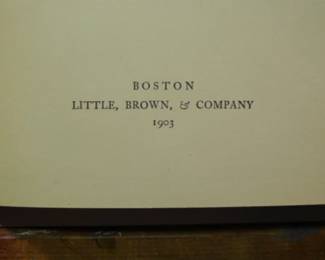 BOSTON
LITTLE, BROWN, & COMPANY
1903